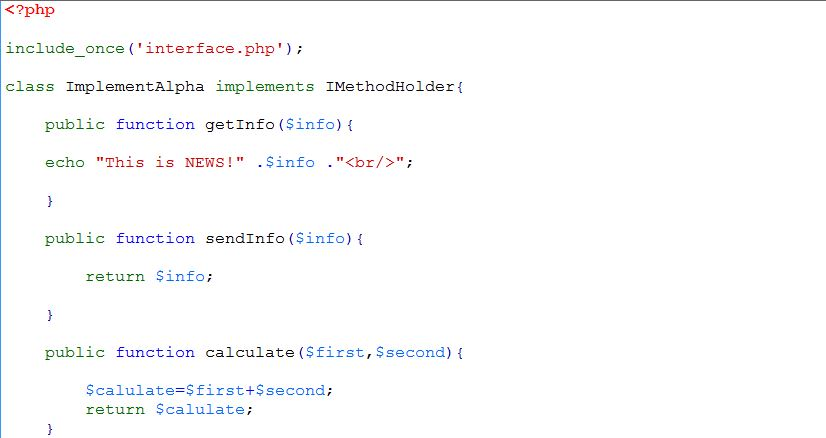 <?php
include_once('interface.php');
class ImplementAlpha implements IMethodHolder{
public function getInfo($info){
echo "This is NEWS!" .$info ."<br/>";
}
public function sendInfo($info){
return $info;
}
public function calculate($first,$second){
$calulate=$first+$second;
return $calulate;
}